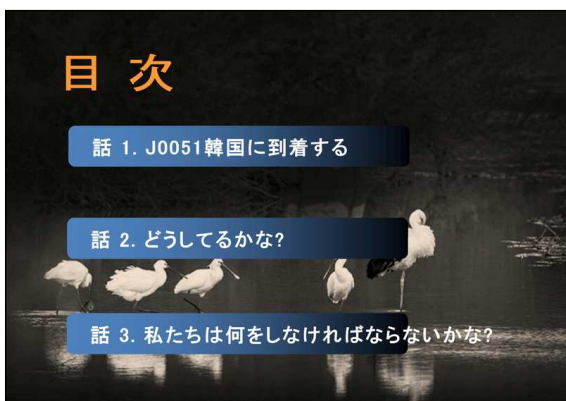 目 次
話 1. J0051韓国に到着する
話 2. どうしてるかな?
話 3. 私たちは何をしなければならないかな?